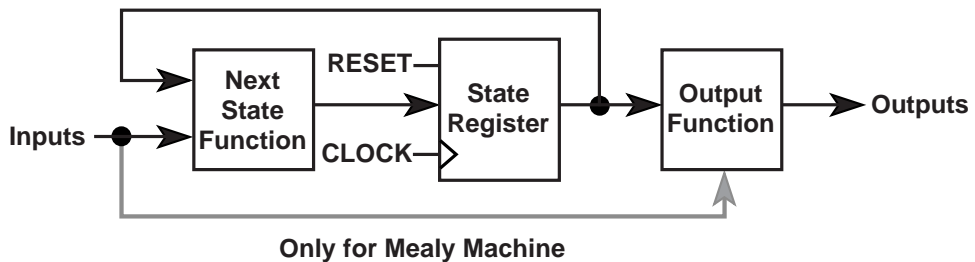 RESET
Next
State
Function
State
Register
Output
Function
Outputs
Inputs
CLOCK
Only for Mealy Machine